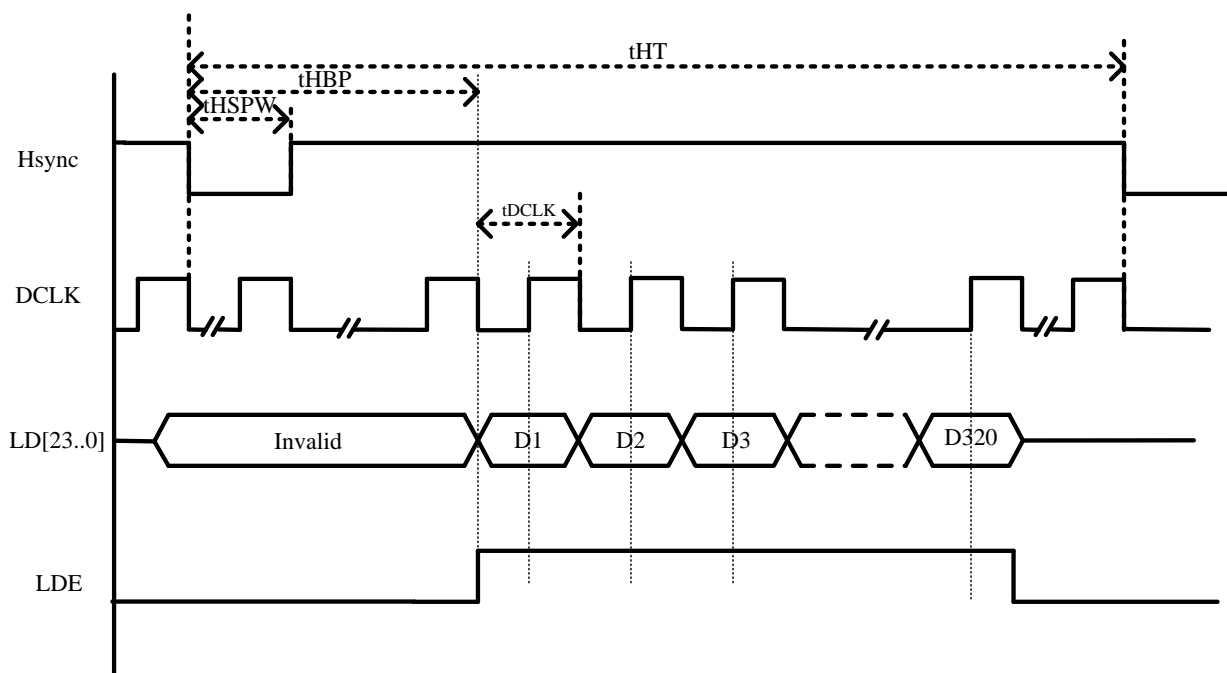 tHT
tHBP
tHSPW
Hsync
tDCLK
DCLK
LD[23..0]
Invalid
D1
D2
D3
D320
LDE